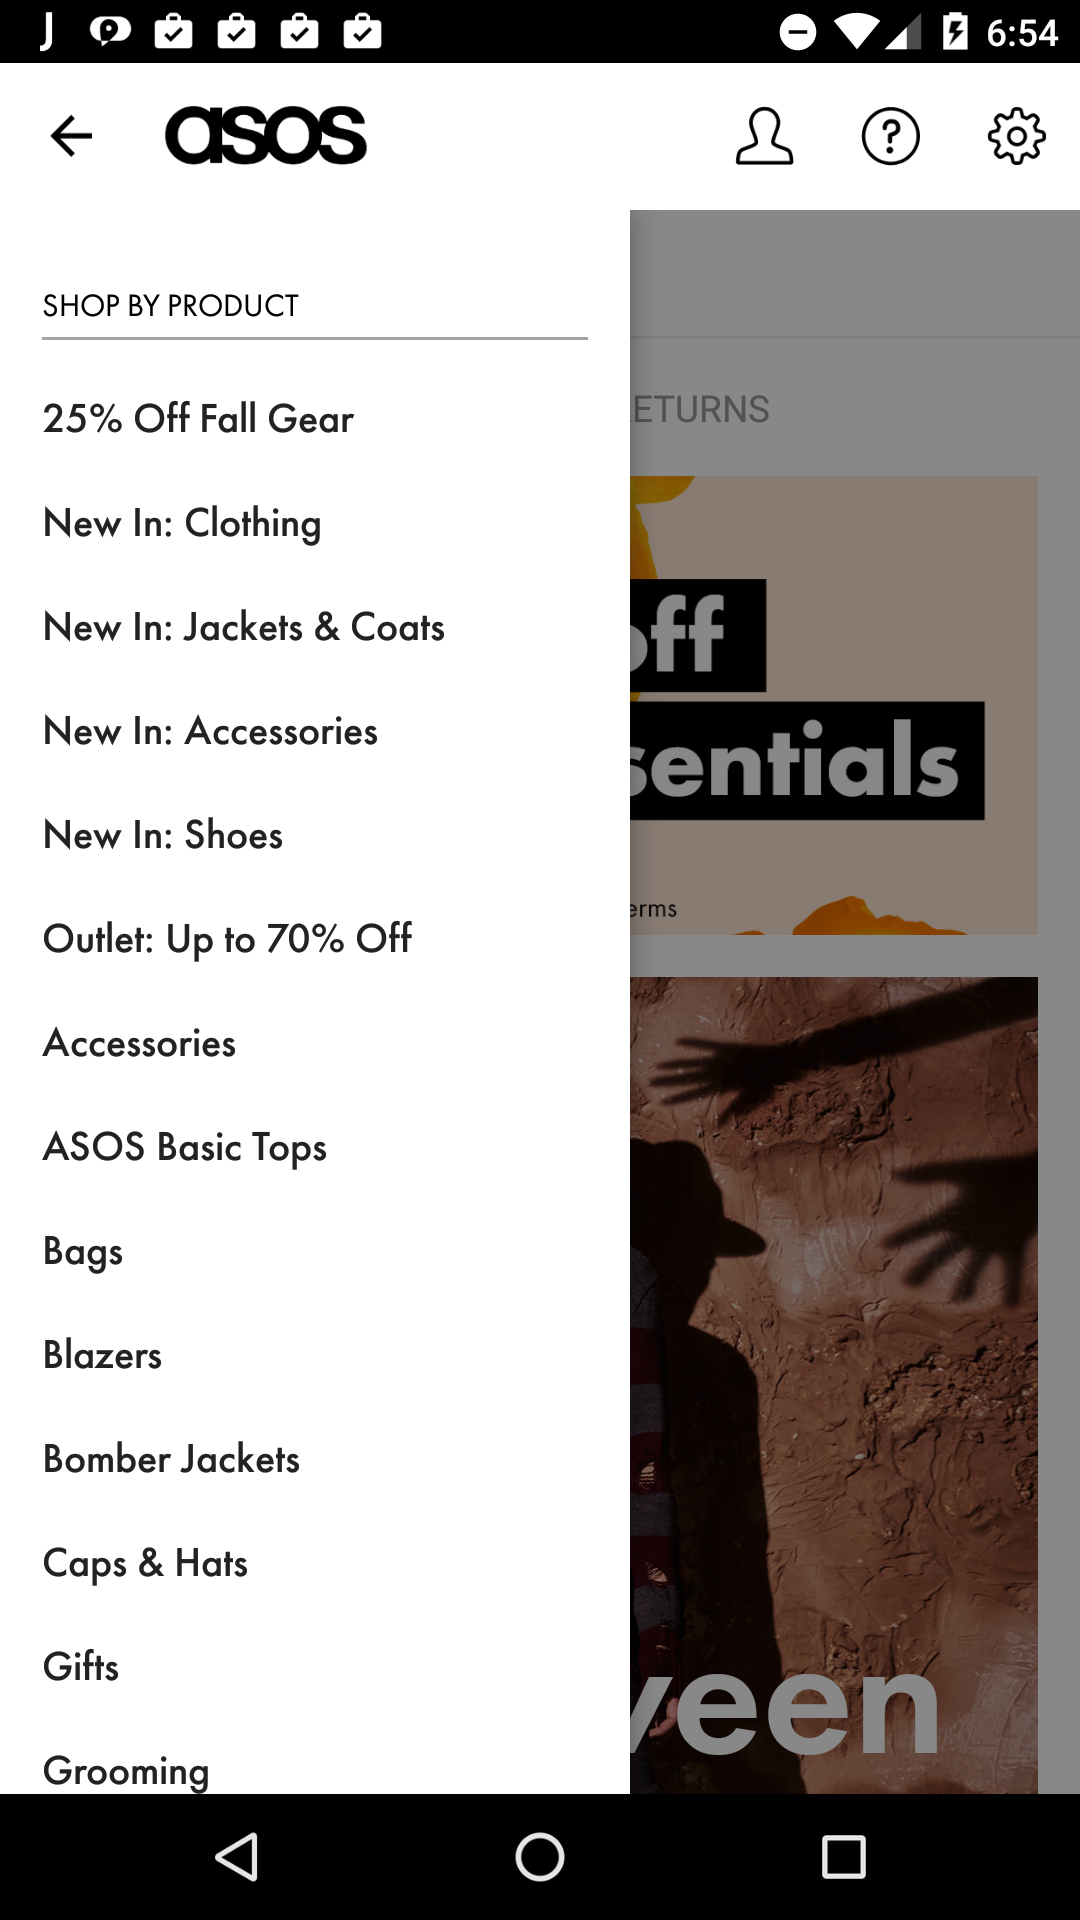 6:54
asos
SHOP BY PRODUCT
25% Off Fall Gear
New In: Clothing
New In: Jackets & Coats
New In: Accessories
New In: Shoes
Outlet: Up to 70% Off
Accessories
ASOS Basic Tops
Bags
Blazers
Bomber Jackets
Caps & Hats
Gifts
Grooming
ETURNS
off
sentials
erms
veen